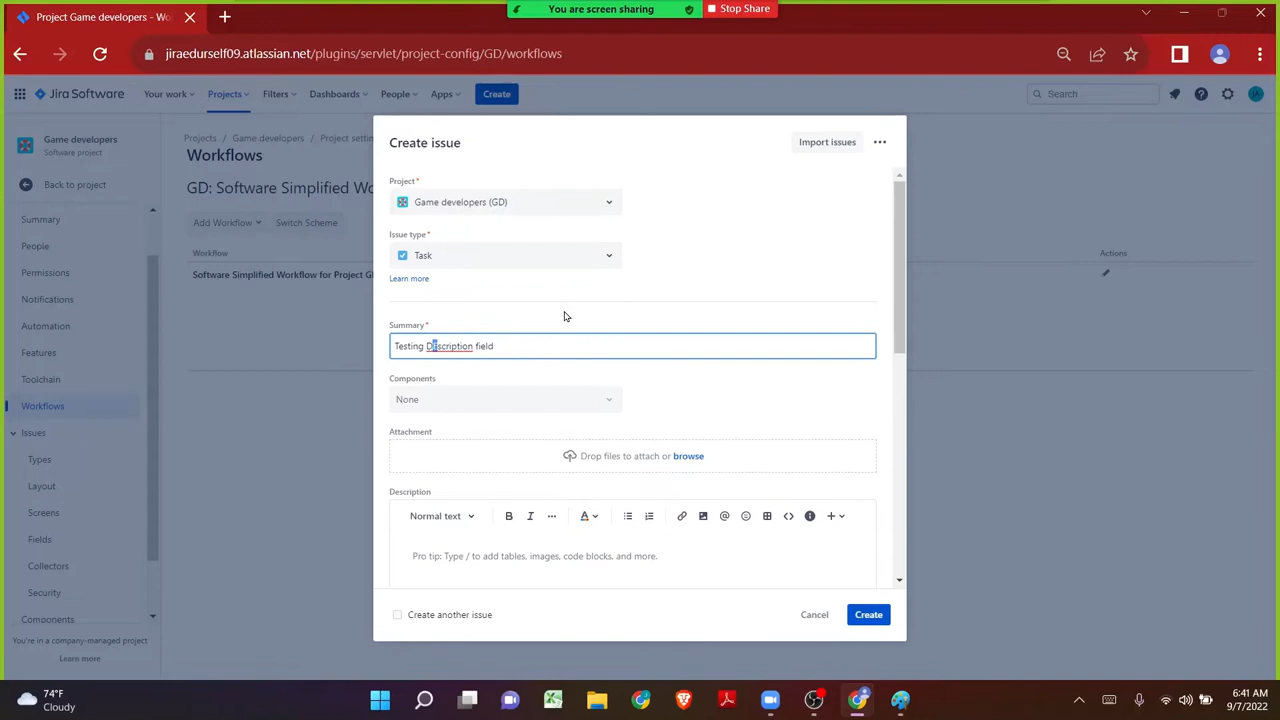 You are screen sharing
Stop Share
Project Game developers - Wo
jiraedurself09.atlassian.net/plugins/servlet/project-config/GD/workflows
Jira Software
Your work
Projects
Filters
Dashboards
People
Apps
Create
Search
Game developers
Software project
Back to project
Summary
People
Permissions
Notifications
Automation
Features
Toolchain
Workflows
Issues
Types
Layout
Screens
Fields
Collectors
Security
Components
You're in a company-managed project
Learn more
Projects / Game developers / Project settin
Workflows
GD: Software Simplified Wo
Add Workflow
Switch Scheme
Workflow
Actions
Software Simplified Workflow for Project G
Create issue
Import issues
Project *
Game developers (GD)
Issue type *
Task
Learn more
Summary *
Testing DEscription field
Components
None
Attachment
Drop files to attach or browse
Description
Normal text
B I ... A
Pro tip: Type / to add tables, images, code blocks, and more.
Create another issue
Cancel
Create
74°F
Cloudy
6:41 AM
9/7/2022